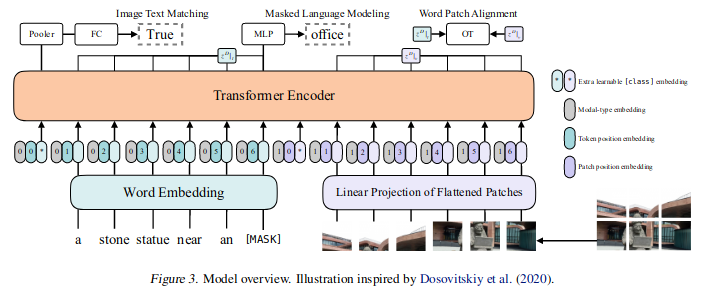 Image Text Matching Masked Language Modeling Word Patch Alignment
Pooler FC True MLP office OT
Transformer Encoder
* * Extra learnable [class] embedding
Modal-type embedding
Token position embedding
Patch position embedding
0 0 * 0 1 0 2 0 3 0 4 0 5 0 6 1 0 * 1 1 1 2 1 3 1 4 1 5 1 6
Word Embedding Linear Projection of Flattened Patches
a stone statue near an [MASK]
Figure 3. Model overview. Illustration inspired by Dosovitskiy et al. (2020).